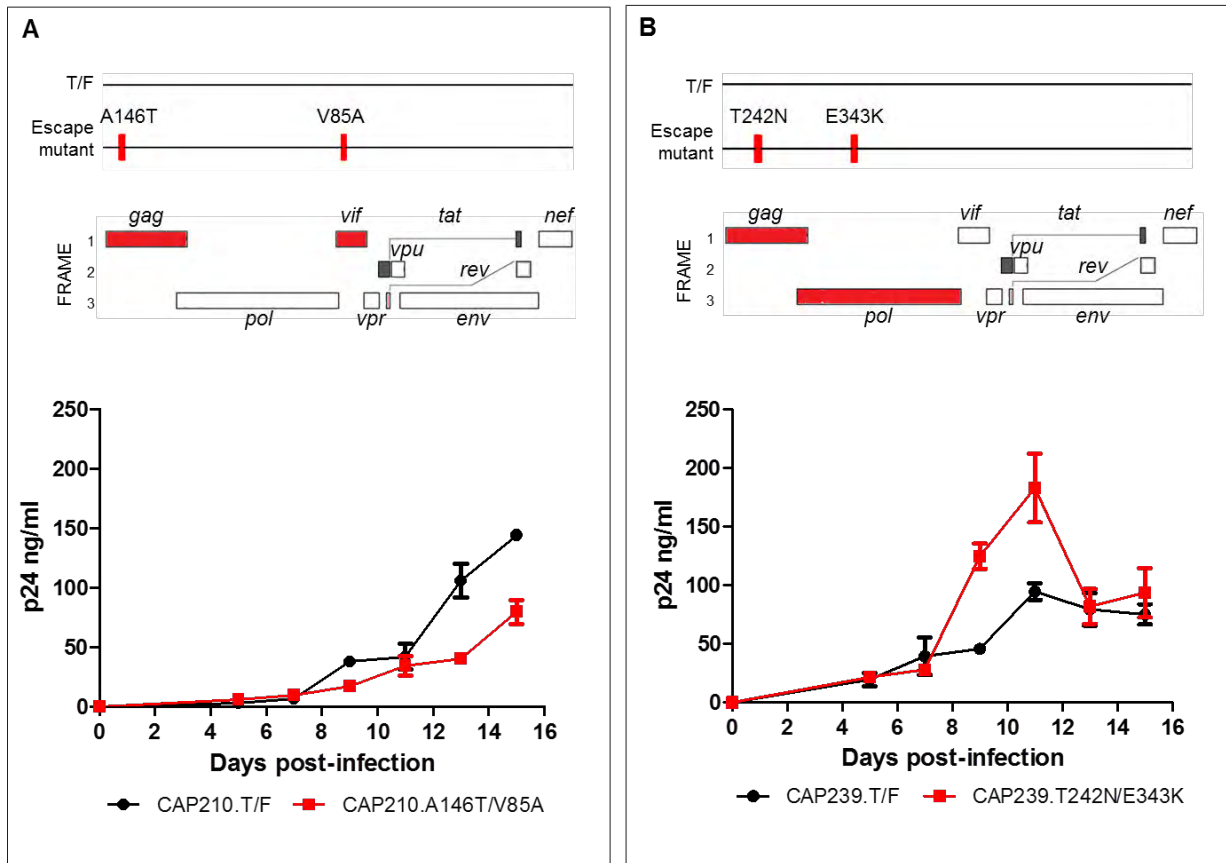 A
T/F
A146T V85A
Escape
mutant
gag vif tat nef
1
vpu
FRAME 2
rev
3
pol vpr env
250
200
150
100
50
0
p24 ng/ml
0 2 4 6 8 10 12 14 16
Days post-infection
CAP210.T/F CAP210.A146T/V85A
B
T/F
T242N E343K
Escape
mutant
gag vif tat nef
1
vpu
FRAME 2
rev
3
pol vpr env
250
200
150
100
50
0
p24 ng/ml
0 2 4 6 8 10 12 14 16
Days post-infection
CAP239.T/F CAP239.T242N/E343K